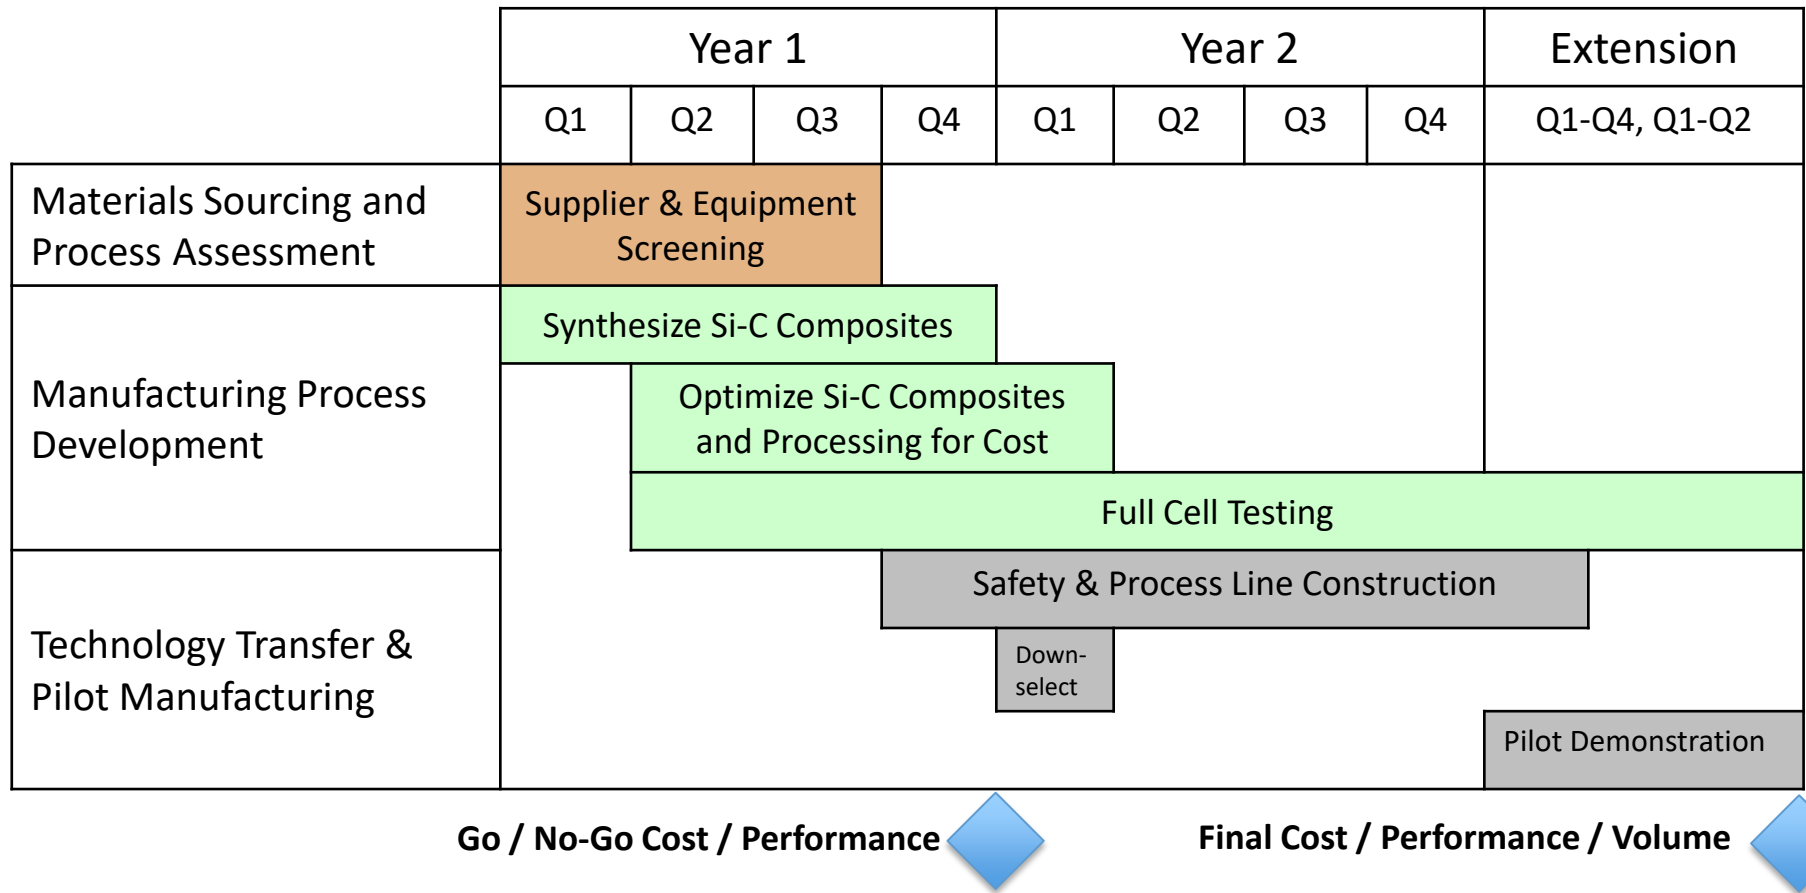 Year 1
Year 2
Extension
Q1
Q2
Q3
Q4
Q1
Q2
Q3
Q4
Q1-Q4, Q1-Q2
Materials Sourcing and
Process Assessment
Supplier & Equipment
Screening
Manufacturing Process
Development
Synthesize Si-C Composites
Optimize Si-C Composites
and Processing for Cost
Full Cell Testing
Technology Transfer &
Pilot Manufacturing
Safety & Process Line Construction
Down-
select
Pilot Demonstration
Go / No-Go Cost / Performance
Final Cost / Performance / Volume